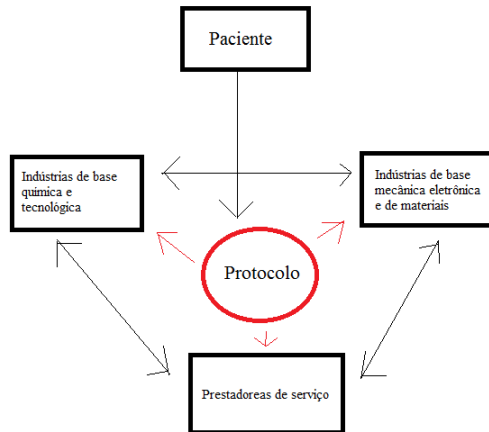 Paciente
Indústrias de base
química e
tecnológica
Indústrias de base
mecânica eletrônica
e de materiais
Protocolo
Prestadoreas de serviço